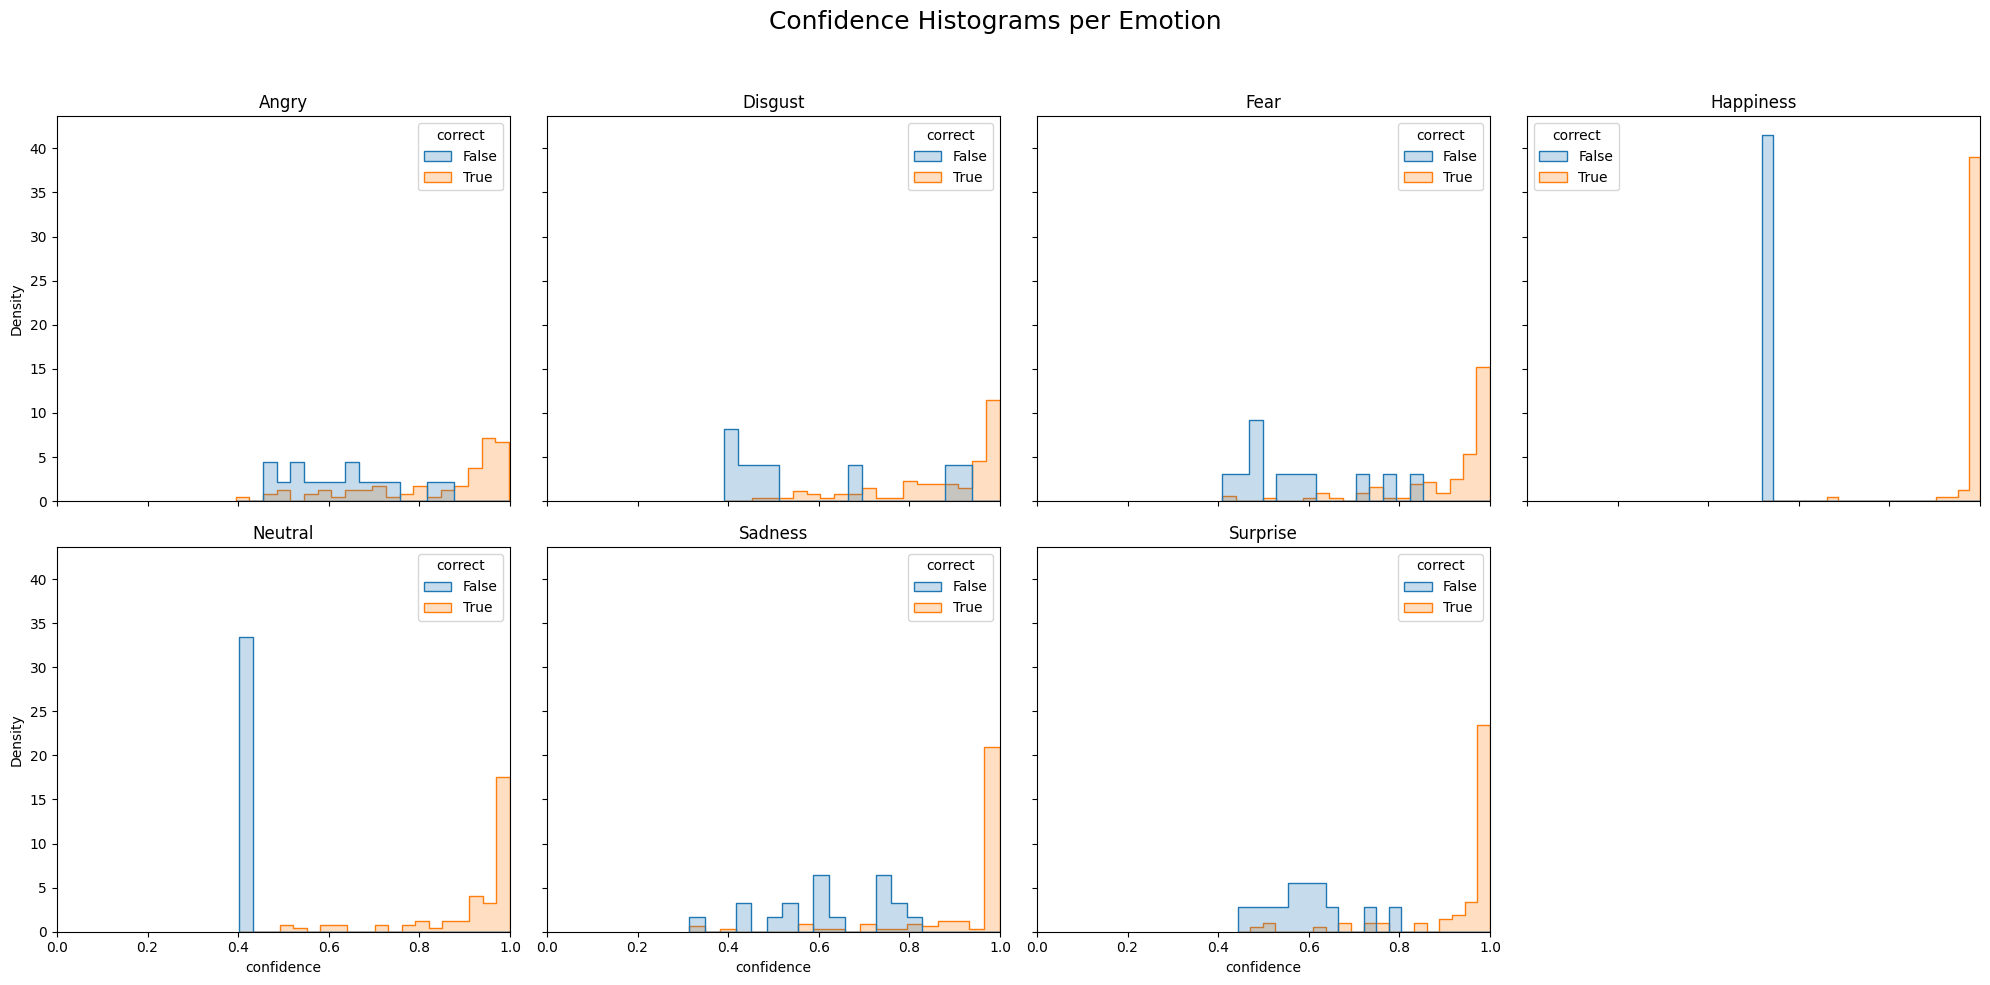 Confidence Histograms per Emotion
Angry
Disgust
Fear
Happiness
correct
False
True
correct
False
True
correct
False
True
correct
False
True
Density
40
35
30
25
20
15
10
5
0
Neutral
Sadness
Surprise
correct
False
True
correct
False
True
correct
False
True
Density
40
35
30
25
20
15
10
5
0
0.0 0.2 0.4 0.6 0.8 1.0
0.0 0.2 0.4 0.6 0.8 1.0
0.0 0.2 0.4 0.6 0.8 1.0
confidence
confidence
confidence